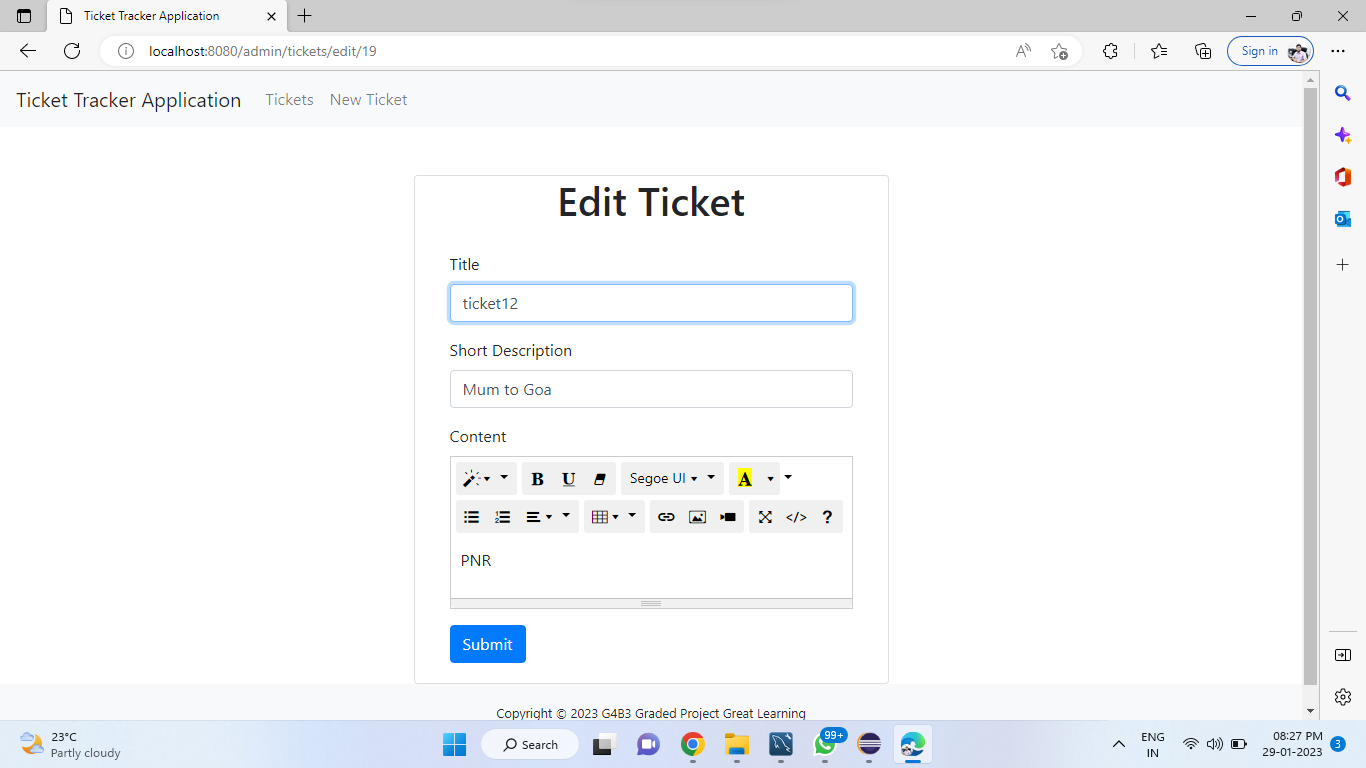 Ticket Tracker Application
localhost:8080/admin/tickets/edit/19
A
Sign in
Ticket Tracker Application Tickets New Ticket
Edit Ticket
Title
ticket12
Short Description
Mum to Goa
Content
B U Segoe UI A
</> ?
PNR
Submit
Copyright © 2023 G4B3 Graded Project Great Learning
23°C
Partly cloudy
Search
99+
ENG
IN
08:27 PM
29-01-2023
3